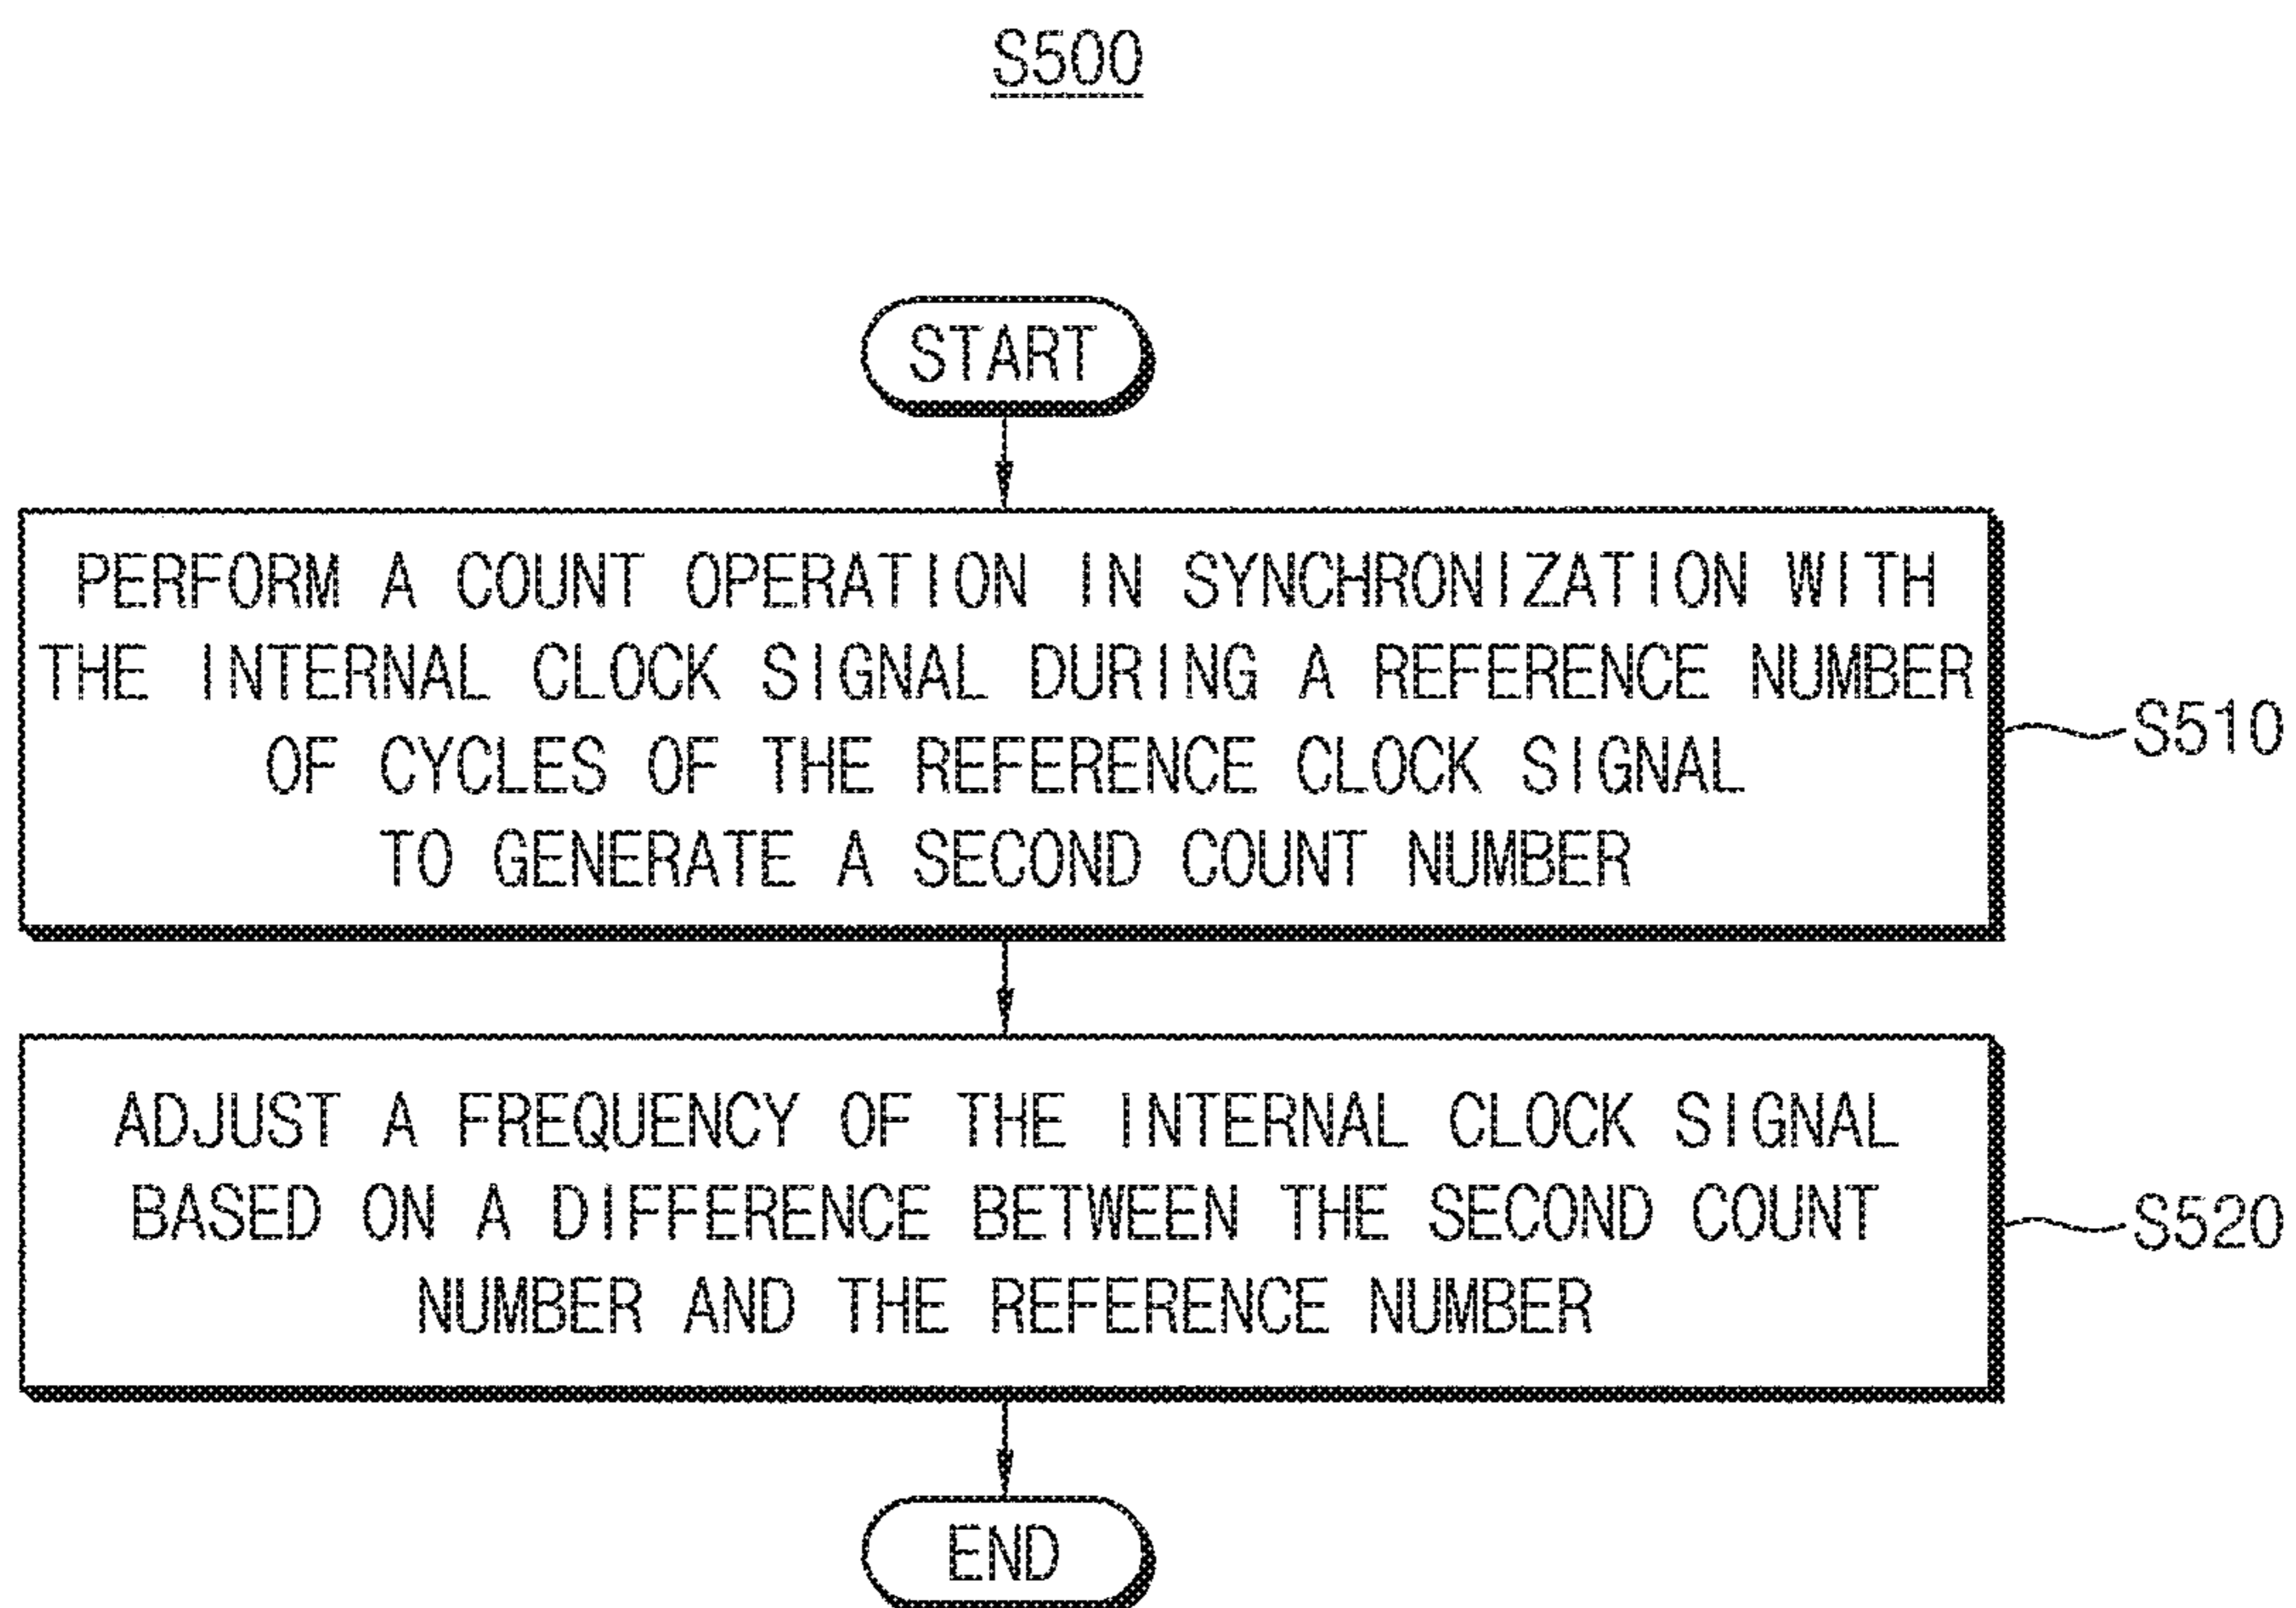 S500
START
PERFORM A COUNT OPERATION IN SYNCHRONIZATION WITH
THE INTERNAL CLOCK SIGNAL DURING A REFERENCE NUMBER
OF CYCLES OF THE REFERENCE CLOCK SIGNAL
TO GENERATE A SECOND COUNT NUMBER
S510
ADJUST A FREQUENCY OF THE INTERNAL CLOCK SIGNAL
BASED ON A DIFFERENCE BETWEEN THE SECOND COUNT
NUMBER AND THE REFERENCE NUMBER
S520
END